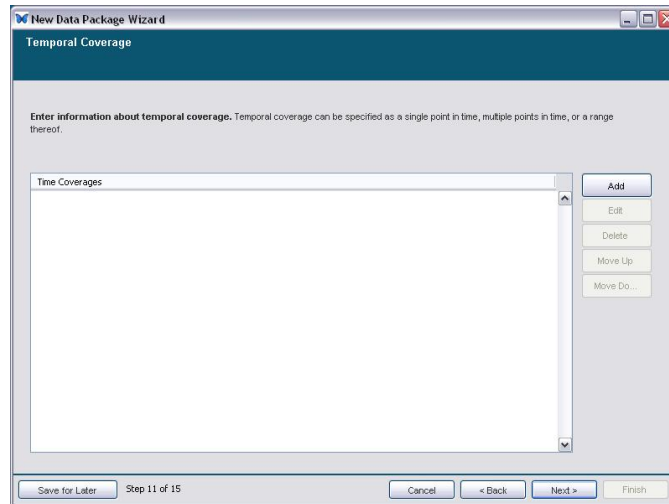 New Data Package Wizard
Temporal Coverage
Enter information about temporal coverage. Temporal coverage can be specified as a single point in time, multiple points in time, or a range
thereof.
Time Coverages
Add
Edit
Delete
Move Up
Move Do...
Save for Later
Step 11 of 15
Cancel
< Back
Next >
Finish